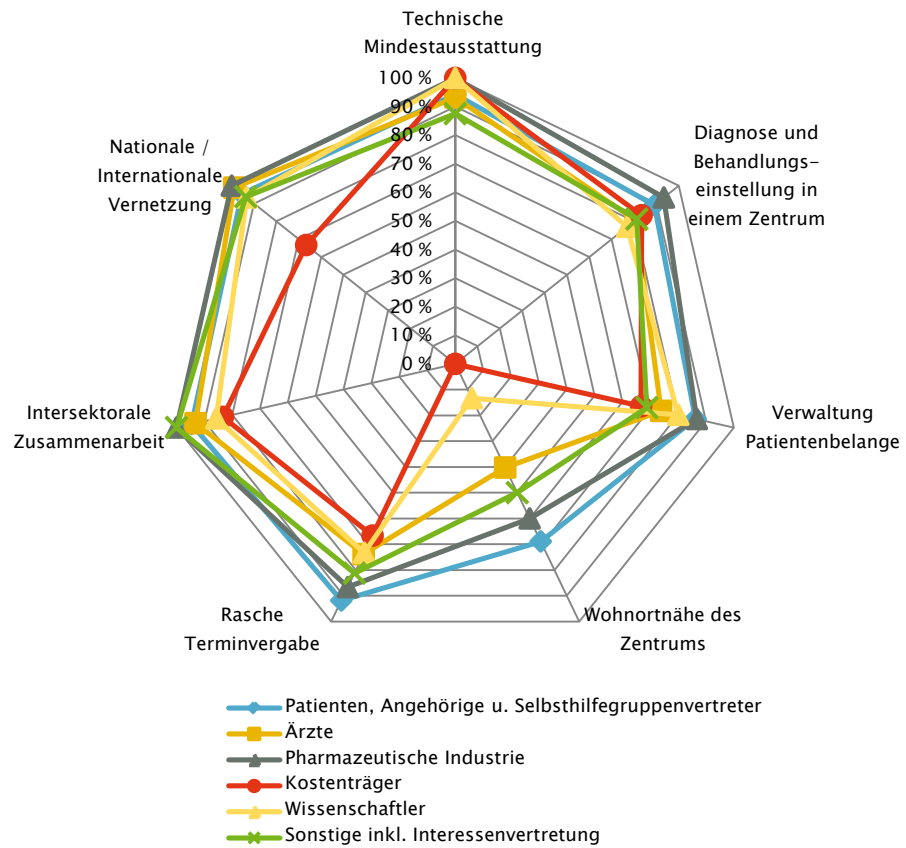 Technische
Mindestausstattung
100 %
90 %
80 %
70 %
60 %
50 %
40 %
30 %
20 %
10 %
0 %
Diagnose und
Behandlungs-
einstellung in
einem Zentrum
Verwaltung
Patientenbelange
Wohnortnähe des
Zentrums
Rasche
Terminvergabe
Intersektorale
Zusammenarbeit
Nationale /
Internationale
Vernetzung
Patienten, Angehörige u. Selbsthilfegruppenvertreter
Ärzte
Pharmazeutische Industrie
Kostenträger
Wissenschaftler
Sonstige inkl. Interessenvertretung